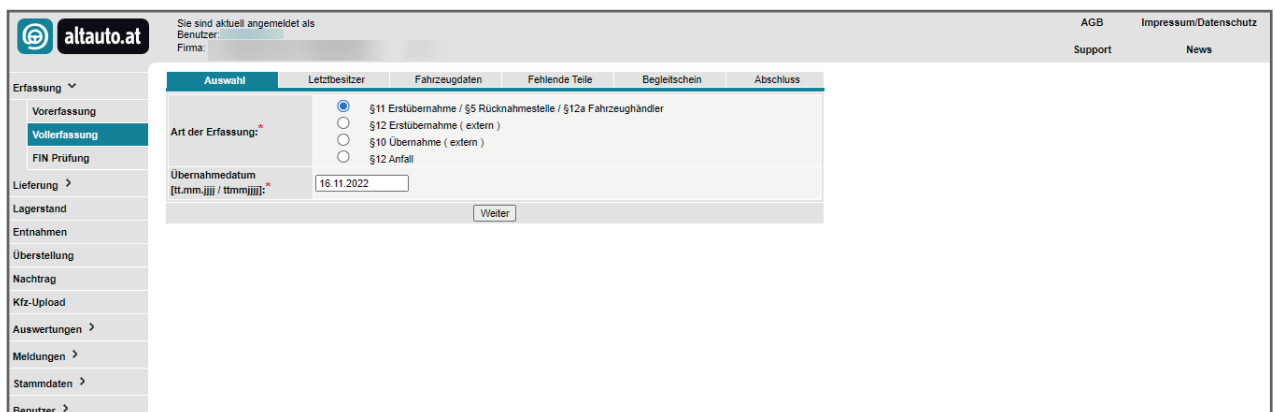 altauto.at
Sie sind aktuell angemeldet als
Benutzer:
Firma:
AGB
Impressum/Datenschutz
Support
News
Erfassung
Vorerfassung
Vollerfassung
FIN Prüfung
Lieferung
Lagerstand
Entnahmen
Überstellung
Nachtrag
Kfz-Upload
Auswertungen
Meldungen
Stammdaten
Benutzer
Auswahl
Letztbesitzer
Fahrzeugdaten
Fehlende Teile
Begleitschein
Abschluss
Art der Erfassung:*
§11 Erstübernahme / §5 Rücknahmestelle / §12a Fahrzeughändler
§12 Erstübernahme ( extern )
§10 Übernahme ( extern )
§12 Anfall
Übernahmedatum
[tt.mm.jjjj / ttmmjjjj]:*
16.11.2022
Weiter